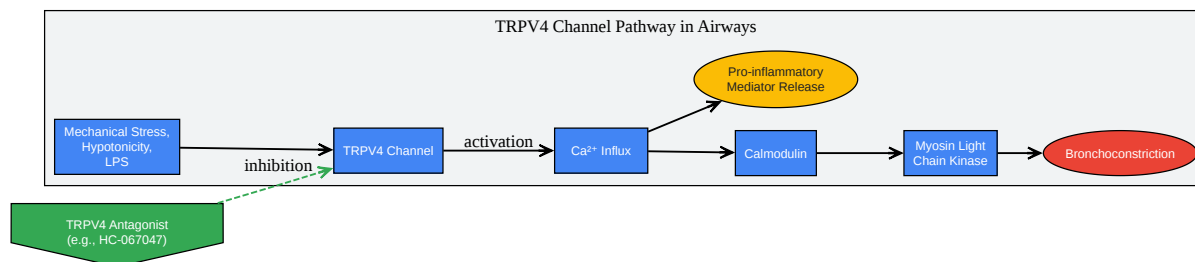 TRPV4 Channel Pathway in Airways
Pro-inflammatory
Mediator Release
Mechanical Stress,
Hypotonicity,
LPS
TRPV4 Channel
activation
Ca²⁺ Influx
Calmodulin
Myosin Light
Chain Kinase
Bronchoconstriction
inhibition
TRPV4 Antagonist
(e.g., HC-067047)